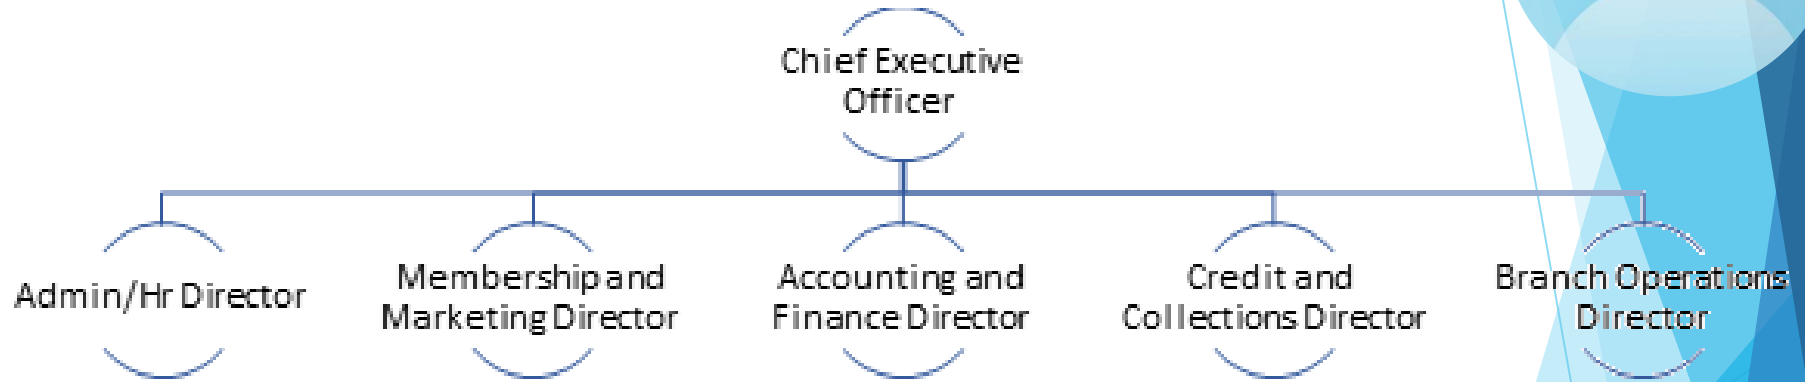 Chief Executive
Officer
Admin/Hr Director
Membership and
Marketing Director
Accounting and
Finance Director
Credit and
Collections Director
Branch Operations
Director